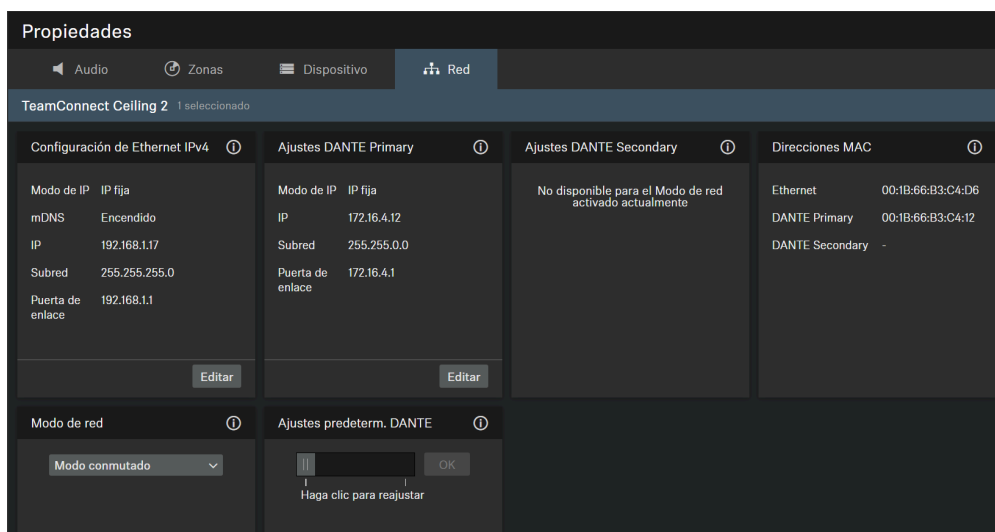 Propiedades
Audio
Zonas
Dispositivo
Red
TeamConnect Ceiling 2 1 seleccionado
Configuración de Ethernet IPv4
Modo de IP IP fija
mDNS Encendido
IP 192.168.1.17
Subred 255.255.255.0
Puerta de
enlace
192.168.1.1
Editar
Ajustes DANTE Primary
Modo de IP IP fija
IP 172.16.4.12
Subred 255.255.0.0
Puerta de
enlace
172.16.4.1
Editar
Ajustes DANTE Secondary
No disponible para el Modo de red
activado actualmente
Direcciones MAC
Ethernet 00:1B:66:B3:C4:D6
DANTE Primary 00:1B:66:B3:C4:12
DANTE Secondary -
Modo de red
Modo conmutado
Ajustes predeterm. DANTE
OK
Haga clic para reajustar